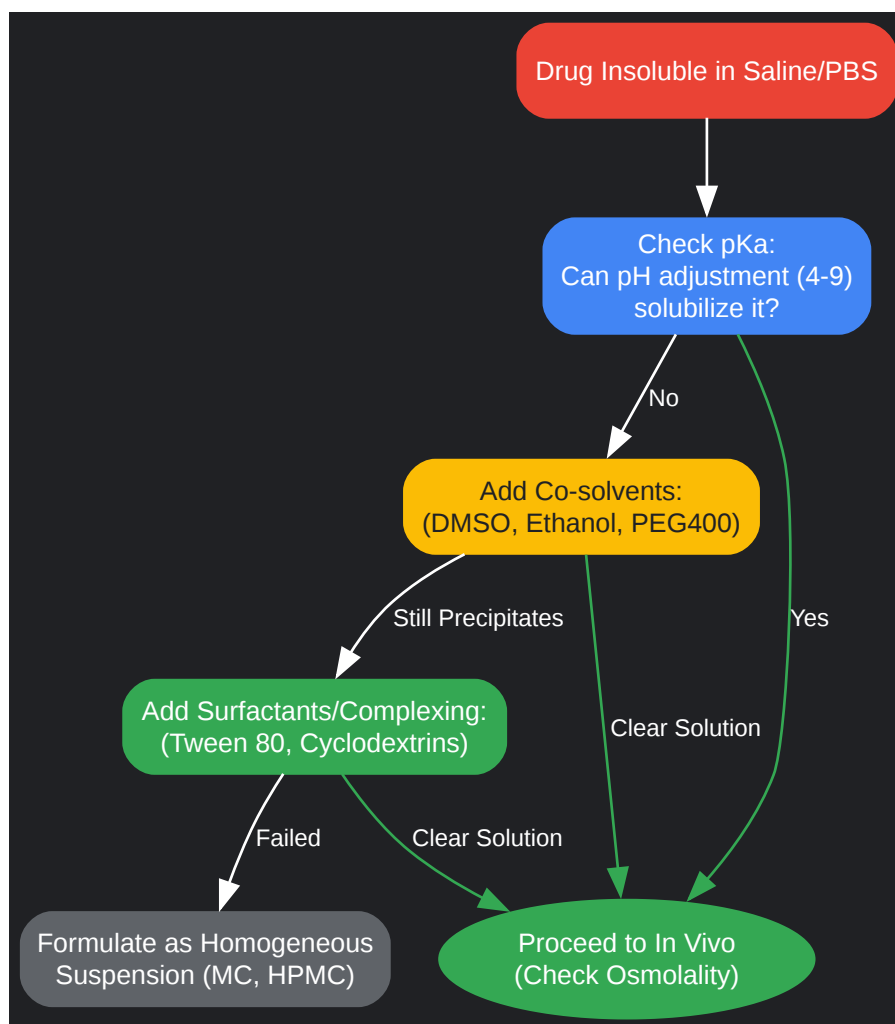 Drug Insoluble in Saline/PBS
Check pKa:
Can pH adjustment (4-9)
solubilize it?
No
Add Co-solvents:
(DMSO, Ethanol, PEG400)
Still Precipitates
Yes
Add Surfactants/Complexing:
(Tween 80, Cyclodextrins)
Clear Solution
Failed
Clear Solution
Formulate as Homogeneous
Suspension (MC, HPMC)
Proceed to In Vivo
(Check Osmolality)